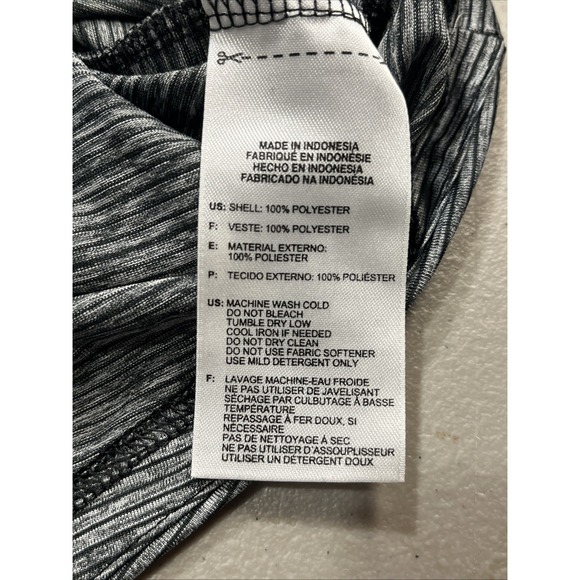 MADE IN INDONESIA
FABRIQUÉ EN INDONÉSIE
HECHO EN INDONESIA
FABRICADO NA INDONÉSIA
US: SHELL: 100% POLYESTER
F: VESTE: 100% POLYESTER
E: MATERIAL EXTERNO:
100% POLIESTER
P: TECIDO EXTERNO: 100% POLIÉSTER
US: MACHINE WASH COLD
DO NOT BLEACH
TUMBLE DRY LOW
COOL IRON IF NEEDED
DO NOT DRY CLEAN
DO NOT USE FABRIC SOFTENER
USE MILD DETERGENT ONLY
F: LAVAGE MACHINE-EAU FROIDE
NE PAS UTILISER DE JAVELISANT
SÉCHAGE PAR CULBUTAGE À BASSE
TEMPÉRATURE
REPASSAGE À FER DOUX, SI
NÉCESSAIRE
PAS DE NETTOYAGE À SEC
NE PAS UTILISER D'ASSOUPLISSEUR
UTILISER UN DÉTERGENT DOUX